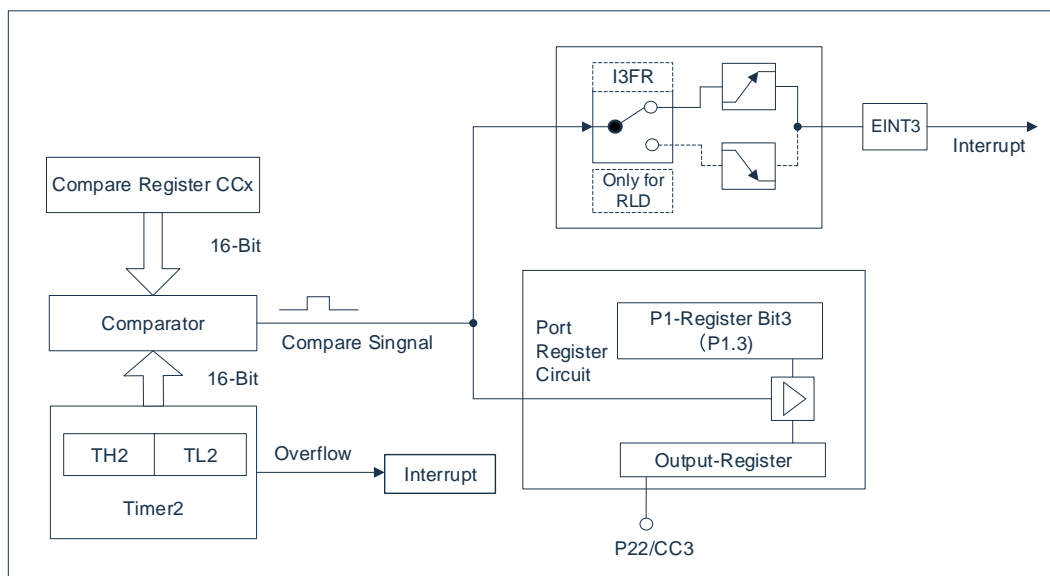 I3FR
Only for
RLD
EINT3
Interrupt
Compare Register CCx
16-Bit
Comparator
Compare Singnal
16-Bit
TH2
TL2
Timer2
Overflow
Interrupt
Port
Register
Circuit
P1-Register Bit3
（P1.3）
Output-Register
P22/CC3